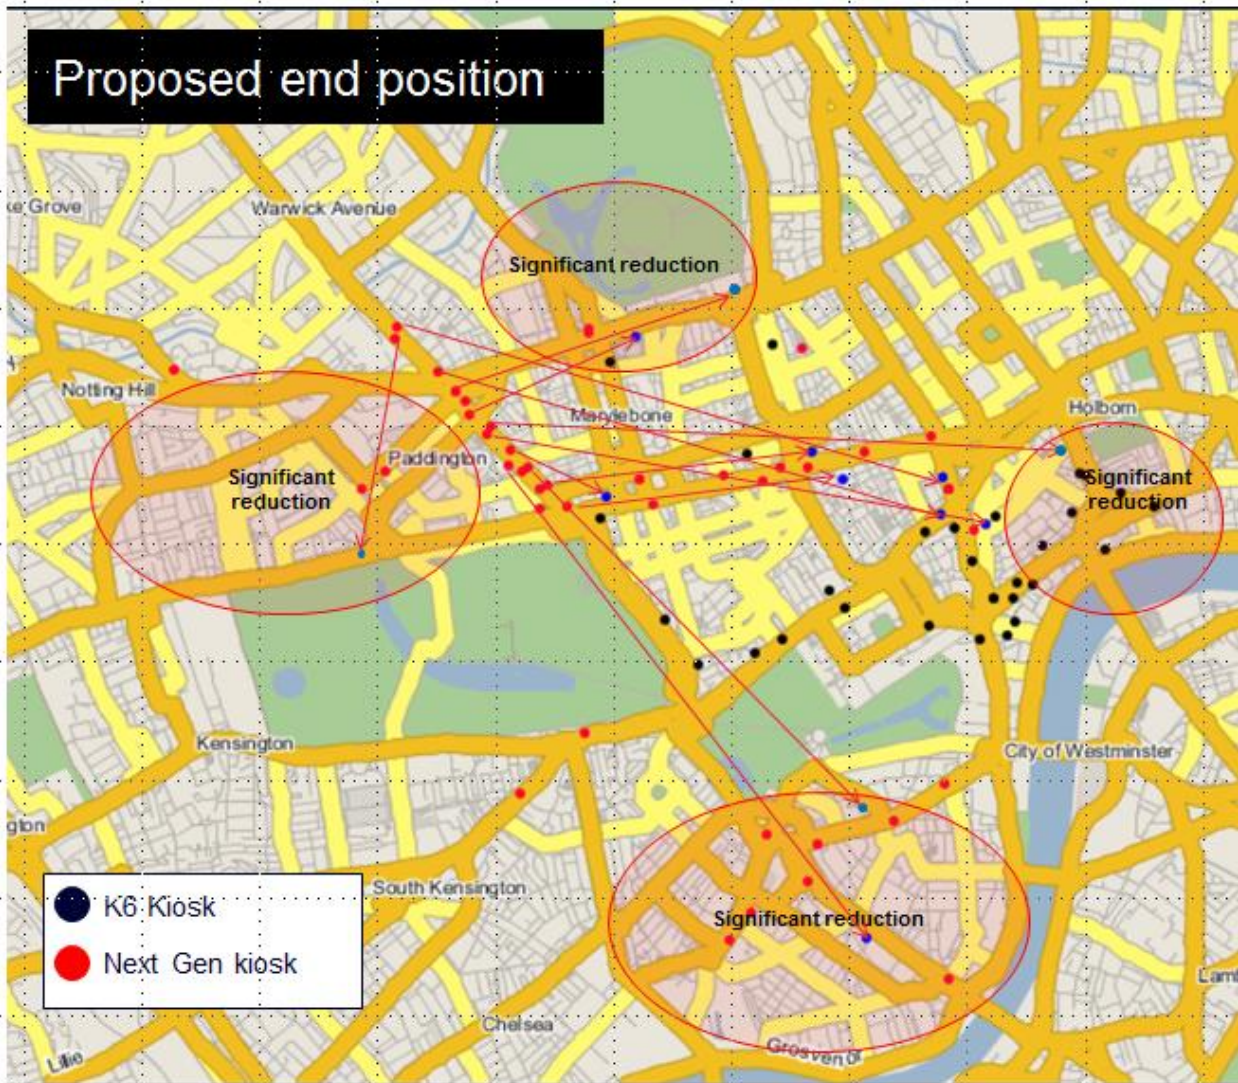 Proposed end position
ke Grove
Warwick Avenue
Significant reduction
Notting Hill
Marylebone
Holborn
Paddington
Significant
reduction
Significant
reduction
Kensington
City of Westminster
gton
South Kensington
K6 Kiosk
Significant reduction
Next Gen kiosk
Lamb
Chelsea
Grosvenor
Lillie